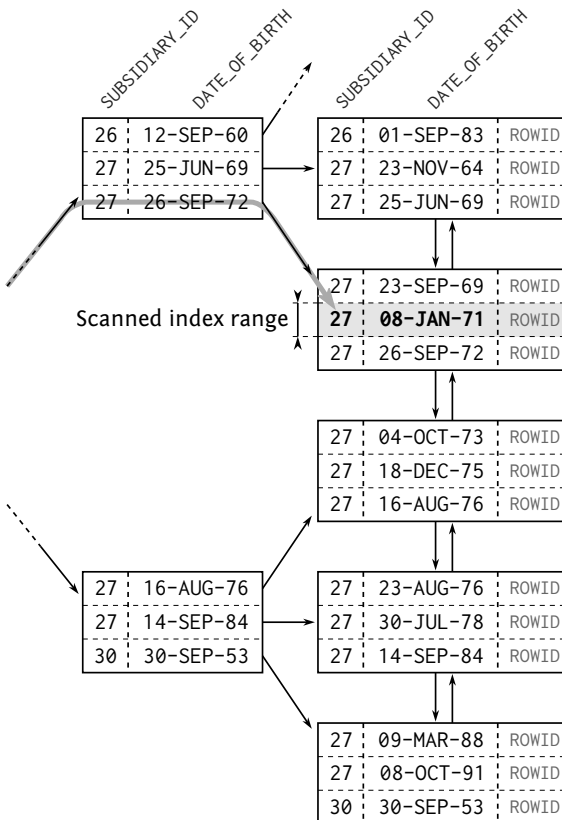 SUBSIDIARY_ID
DATE_OF_BIRTH
SUBSIDIARY_ID
DATE_OF_BIRTH
26 12-SEP-60
27 25-JUN-69
27 26-SEP-72
26 01-SEP-83 ROWID
27 23-NOV-64 ROWID
27 25-JUN-69 ROWID
27 23-SEP-69 ROWID
Scanned index range
27 08-JAN-71 ROWID
27 26-SEP-72 ROWID
27 04-OCT-73 ROWID
27 18-DEC-75 ROWID
27 16-AUG-76 ROWID
27 16-AUG-76
27 14-SEP-84
30 30-SEP-53
27 23-AUG-76 ROWID
27 30-JUL-78 ROWID
27 14-SEP-84 ROWID
27 09-MAR-88 ROWID
27 08-OCT-91 ROWID
30 30-SEP-53 ROWID